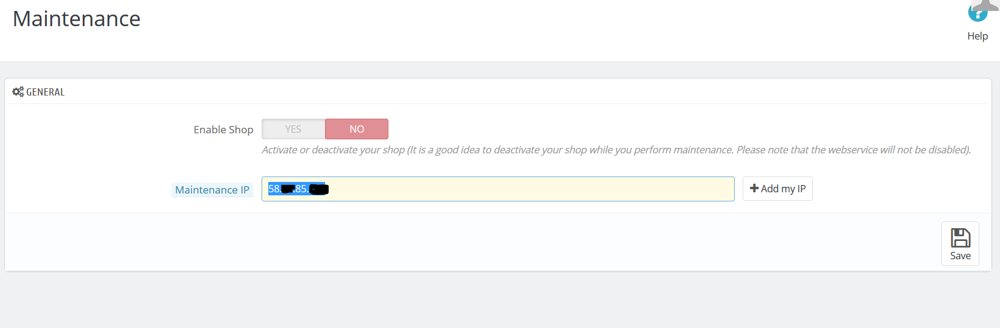 Maintenance
Help
GENERAL
Enable Shop YES NO
Activate or deactivate your shop (It is a good idea to deactivate your shop while you perform maintenance. Please note that the webservice will not be disabled).
Maintenance IP 58. .85. Add my IP
Save